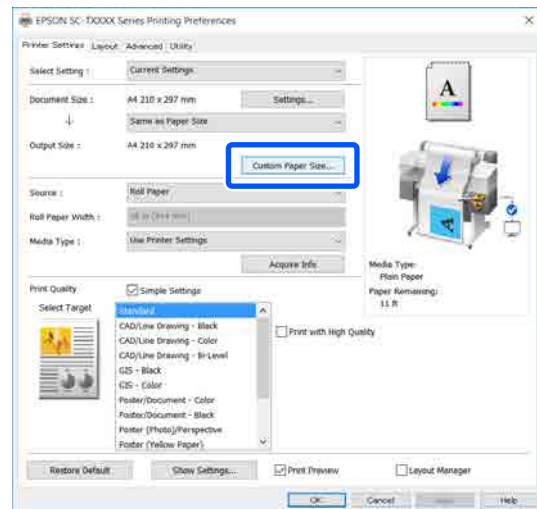 EPSON SC-TXXXX Series Printing Preferences
Printer Settings Layout Advanced Utility
Select Setting : Current Settings
Document Size : A4 210 x 297 mm Settings...
Same as Paper Size
Output Size : A4 210 x 297 mm
Custom Paper Size...
Source : Roll Paper
Roll Paper Width :
Media Type : Use Printer Settings
Acquire Info
A
Media Type:
Plain Paper
Paper Remaining:
11 ft
Print Quality Simple Settings
Select Target
Standard
CAD/Line Drawing - Black
CAD/Line Drawing - Color
CAD/Line Drawing - Bi-Level
GIS - Black
GIS - Color
Poster/Document - Color
Poster/Document - Black
Poster (Photo)/Perspective
Poster (Yellow Paper)
Print with High Quality
Restore Default Show Settings... Print Preview Layout Manager
OK Cancel Help